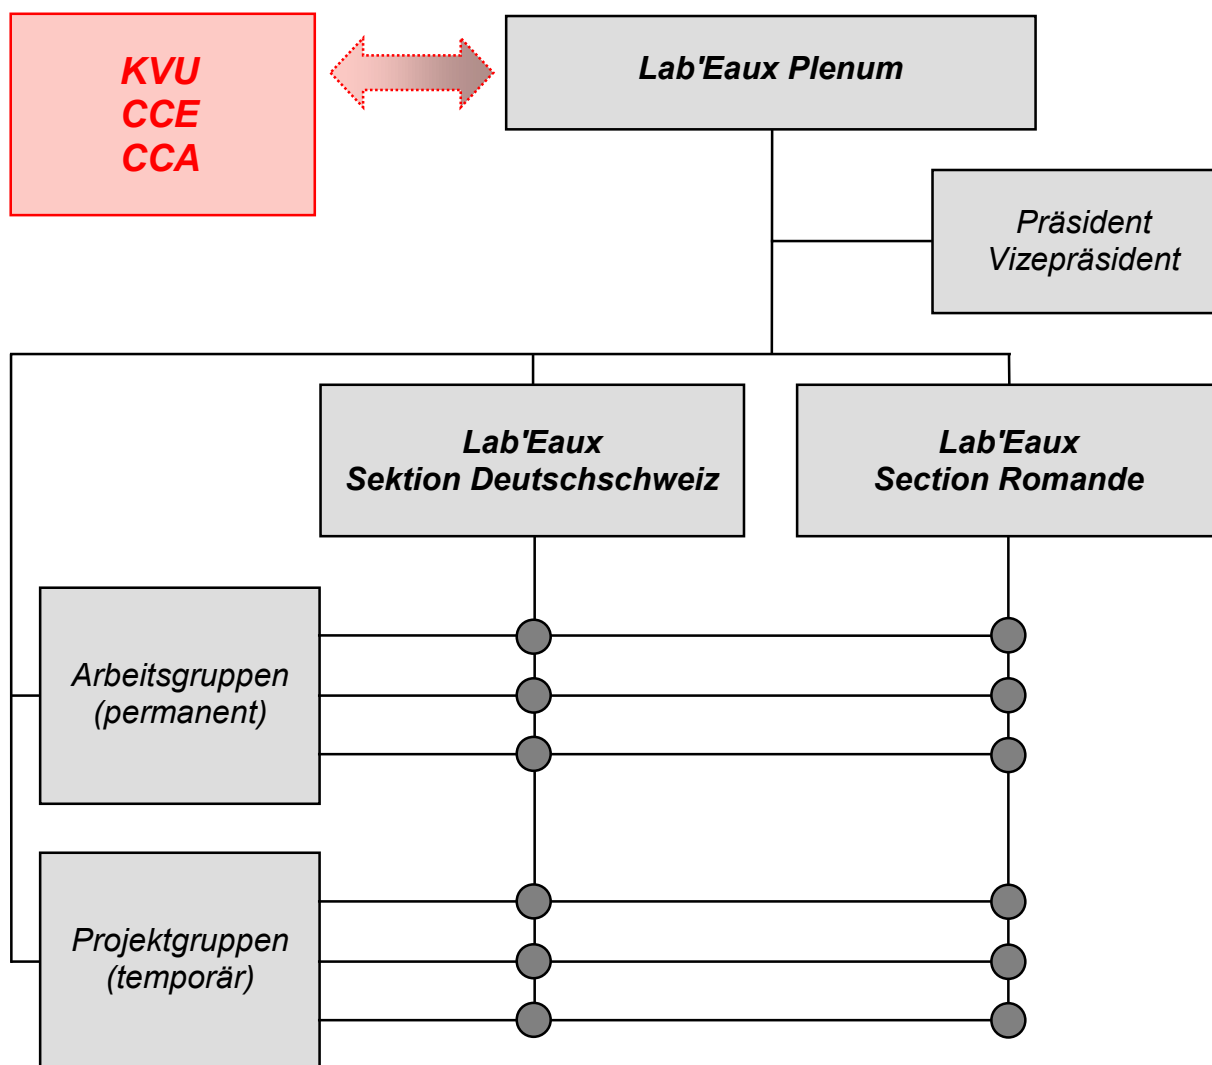 KVU
CCE
CCA
Lab'Eaux Plenum
Präsident
Vizepräsident
Lab'Eaux
Sektion Deutschschweiz
Lab'Eaux
Section Romande
Arbeitsgruppen
(permanent)
Projektgruppen
(temporär)